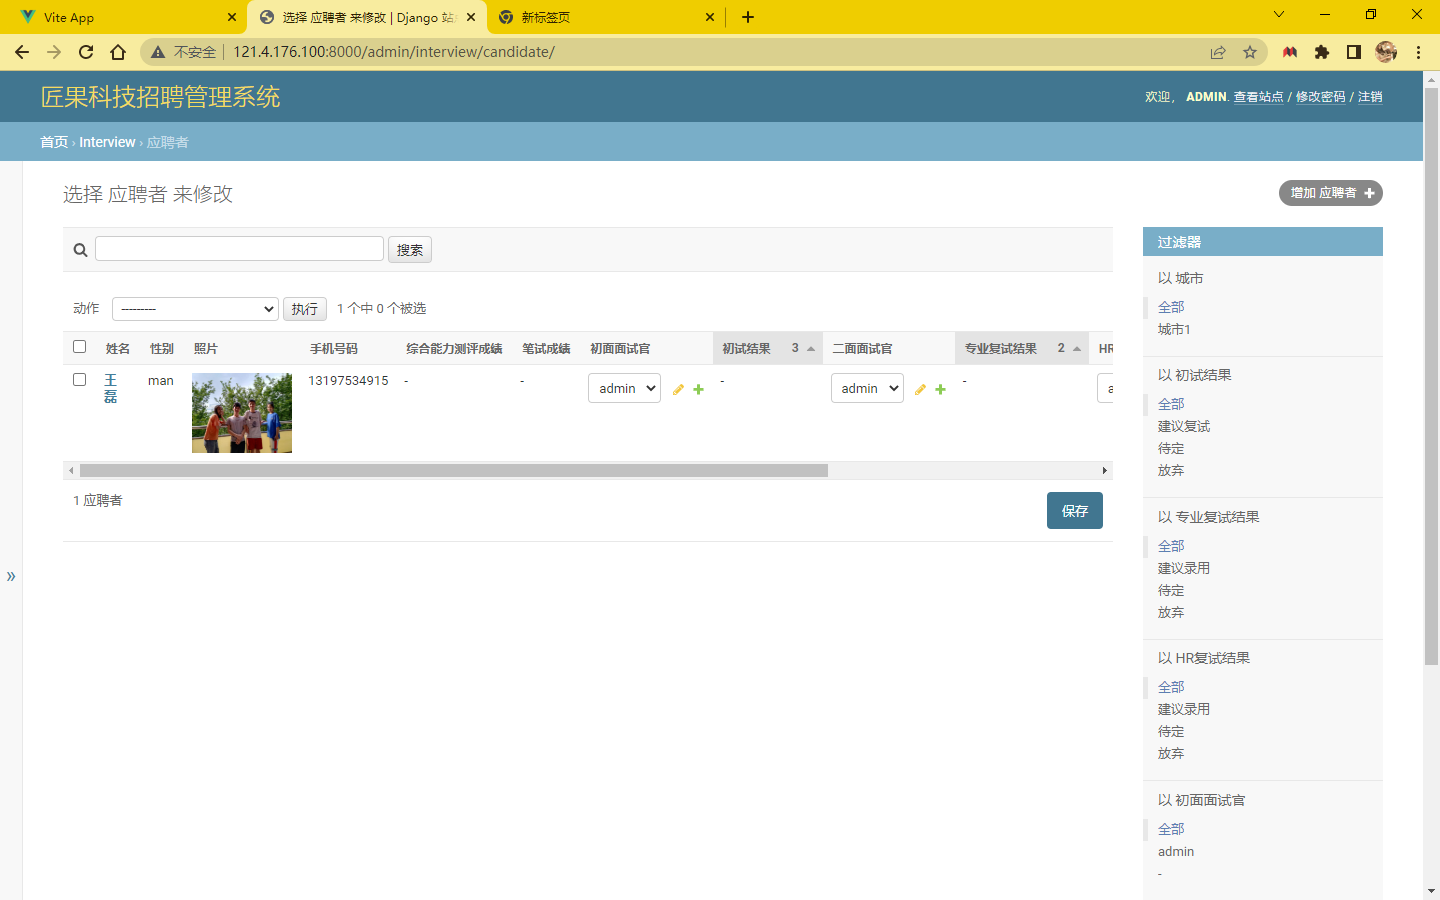 Vite App
选择 应聘者 来修改 | Django 站
新标签页
不安全
121.4.176.100:8000/admin/interview/candidate/
匠果科技招聘管理系统
欢迎， ADMIN. 查看站点 / 修改密码 / 注销
首页 › Interview › 应聘者
选择 应聘者 来修改
增加 应聘者
搜索
动作 --------- 执行 1 个中 0 个被选
姓名 性别 照片 手机号码 综合能力测评成绩 笔试成绩 初面面试官 初试结果 3 二面面试官 专业复试结果 2 HR
王磊 man 13197534915 - - admin - admin - a
1 应聘者
保存
»
过滤器
以 城市
全部
城市1
以 初试结果
全部
建议复试
待定
放弃
以 专业复试结果
全部
建议录用
待定
放弃
以 HR复试结果
全部
建议录用
待定
放弃
以 初面面试官
全部
admin
-